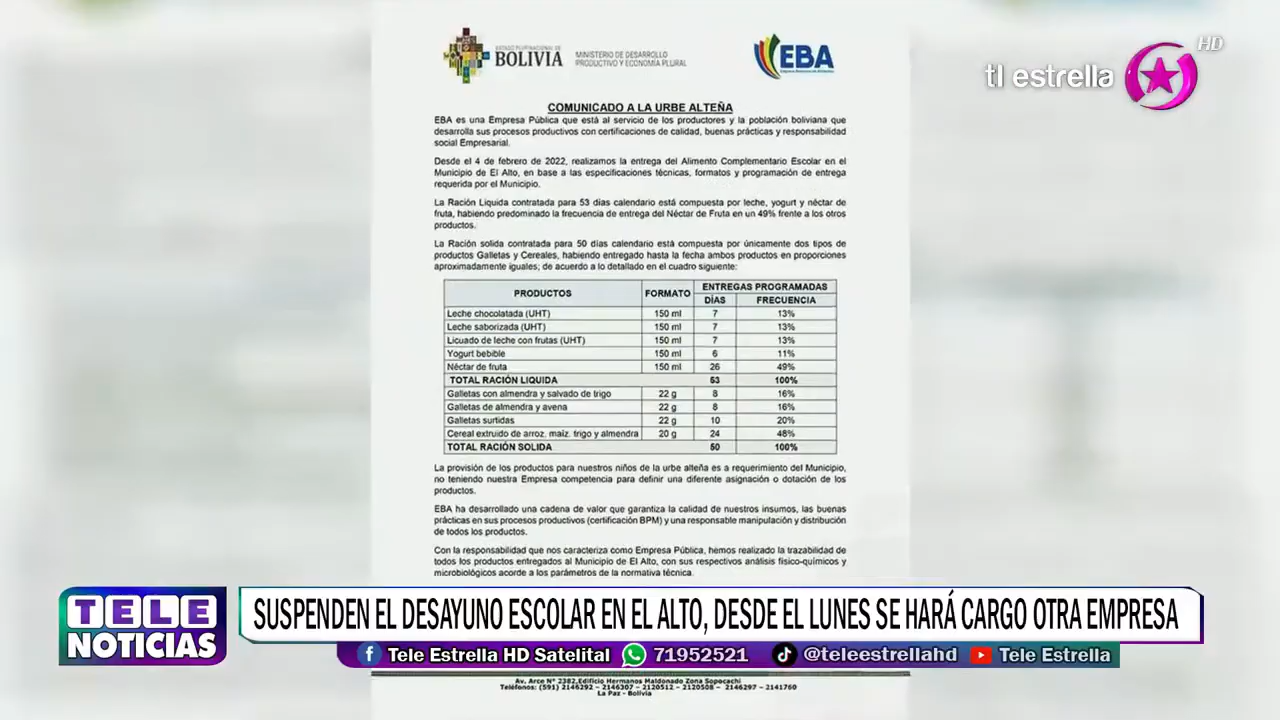 ESTADO PLURINACIONAL DE
BOLIVIA
MINISTERIO DE DESARROLLO
PRODUCTIVO Y ECONOMÍA PLURAL
EBA
HD
tl estrella
COMUNICADO A LA URBE ALTEÑA
EBA es una Empresa Pública que está al servicio de los productores y la población boliviana que
desarrolla sus procesos productivos con certificaciones de calidad, buenas prácticas y responsabilidad
social Empresarial.
Desde el 4 de febrero de 2022, realizamos la entrega del Alimento Complementario Escolar en el
Municipio de El Alto, en base a las especificaciones técnicas, formatos y programación de entrega
requerida por el Municipio.
La Ración Liquida contratada para 53 días calendario está compuesta por leche, yogurt y néctar de
fruta, habiendo predominado la frecuencia de entrega del Néctar de Fruta en un 49% frente a los otros
productos.
La Ración solida contratada para 50 días calendario está compuesta por únicamente dos tipos de
productos Galletas y Cereales, habiendo entregado hasta la fecha ambos productos en proporciones
aproximadamente iguales; de acuerdo a lo detallado en el cuadro siguiente:
PRODUCTOS FORMATO ENTREGAS PROGRAMADAS
DÍAS FRECUENCIA
Leche chocolatada (UHT) 150 ml 7 13%
Leche saborizada (UHT) 150 ml 7 13%
Licuado de leche con frutas (UHT) 150 ml 7 13%
Yogurt bebible 150 ml 6 11%
Néctar de fruta 150 ml 26 49%
TOTAL RACIÓN LIQUIDA 53 100%
Galletas con almendra y salvado de trigo 22 g 8 16%
Galletas de almendra y avena 22 g 8 16%
Galletas surtidas 22 g 10 20%
Cereal extruido de arroz, maíz, trigo y almendra 20 g 24 48%
TOTAL RACIÓN SOLIDA 50 100%
La provisión de los productos para nuestros niños de la urbe alteña es a requerimiento del Municipio,
no teniendo nuestra Empresa competencia para definir una diferente asignación o dotación de los
productos.
EBA ha desarrollado una cadena de valor que garantiza la calidad de nuestros insumos, las buenas
prácticas en sus procesos productivos (certificación BPM) y una responsable manipulación y distribución
de todos los productos.
Con la responsabilidad que nos caracteriza como Empresa Pública, hemos realizado la trazabilidad de
todos los productos entregados al Municipio de El Alto, con sus respectivos análisis físico-químicos y
microbiológicos acorde a los parámetros de la normativa técnica.
TELE
NOTICIAS
SUSPENDEN EL DESAYUNO ESCOLAR EN EL ALTO, DESDE EL LUNES SE HARÁ CARGO OTRA EMPRESA
Tele Estrella HD Satelital 71952521 @teleestrellahd Tele Estrella
Av. Arce N° 2382,Edificio Hermanos Maldonado Zona Sopocachi
Teléfonos: (591) 2146292 – 2146307 – 2120512 – 2120508 – 2146297 – 2141760
La Paz - Bolivia